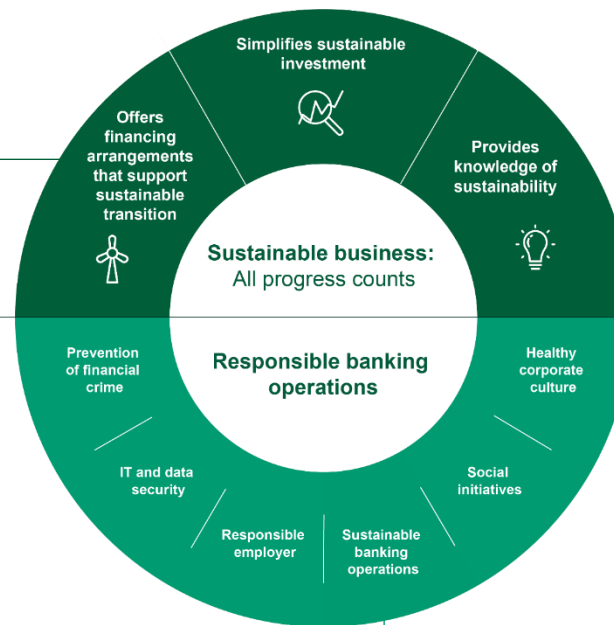 Simplifies sustainable
investment
Offers
financing
arrangements
that support
sustainable
transition
Provides
knowledge of
sustainability
Sustainable business:
All progress counts
Responsible banking
operations
Prevention
of financial
crime
IT and data
security
Responsible
employer
Sustainable
banking
operations
Social
initiatives
Healthy
corporate
culture